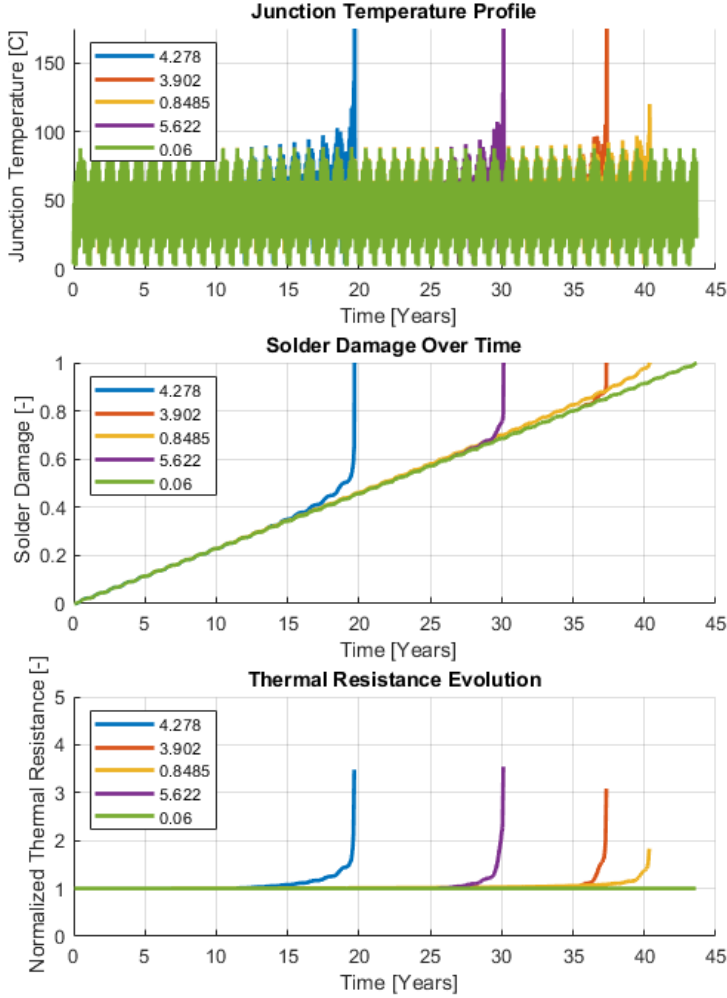 Junction Temperature Profile
Junction Temperature [C]
150
100
50
0
4.278
3.902
0.8485
5.622
0.06
0 5 10 15 20 25 30 35 40 45
Time [Years]
Solder Damage Over Time
Solder Damage [-]
1
0.8
0.6
0.4
0.2
0
4.278
3.902
0.8485
5.622
0.06
0 5 10 15 20 25 30 35 40 45
Time [Years]
Thermal Resistance Evolution
Normalized Thermal Resistance [-]
5
4
3
2
1
0
4.278
3.902
0.8485
5.622
0.06
0 5 10 15 20 25 30 35 40 45
Time [Years]